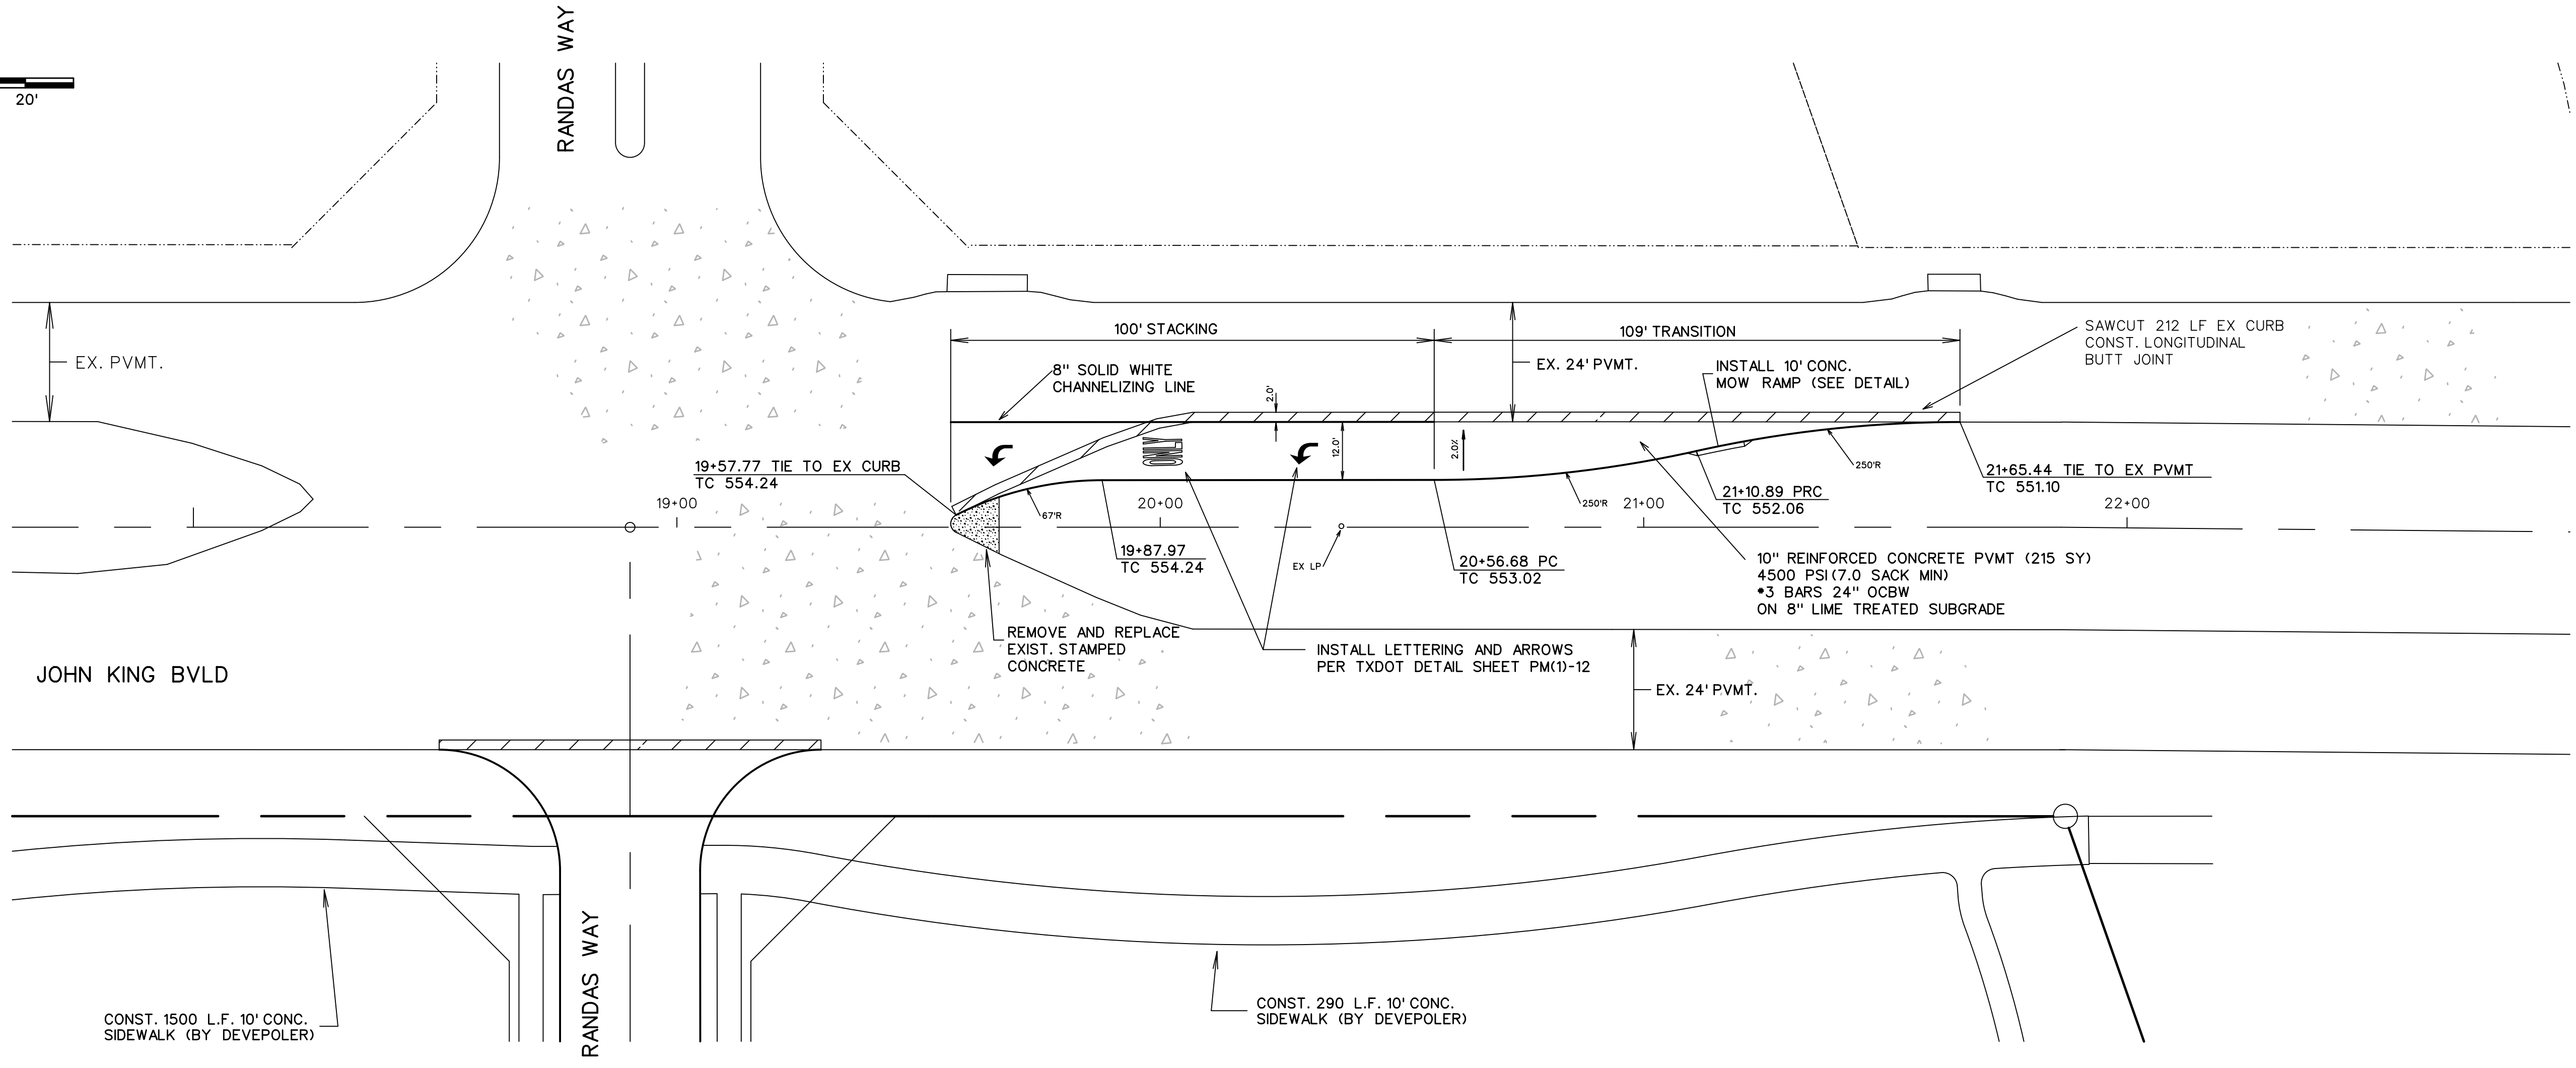 RANDAS WAY
20'
100' STACKING
109' TRANSITION
SAWCUT 212 LF EX CURB
CONST. LONGITUDINAL
BUTT JOINT
EX. PVMT.
8" SOLID WHITE
CHANNELIZING LINE
EX. 24' PVMT.
INSTALL 10' CONC.
MOW RAMP (SEE DETAIL)
2.0'
ONLY
12.0'
2.0%
19+57.77 TIE TO EX CURB
TC 554.24
250'R
21+65.44 TIE TO EX PVMT
TC 551.10
19+00
20+00
21+00
22+00
67'R
250'R
21+10.89 PRC
TC 552.06
19+87.97
TC 554.24
EX LP
20+56.68 PC
TC 553.02
10" REINFORCED CONCRETE PVMT (215 SY)
4500 PSI (7.0 SACK MIN)
*3 BARS 24" OCBW
ON 8" LIME TREATED SUBGRADE
REMOVE AND REPLACE
EXIST. STAMPED
CONCRETE
INSTALL LETTERING AND ARROWS
PER TXDOT DETAIL SHEET PM(1)-12
JOHN KING BVLD
EX. 24' PVMT.
RANDAS WAY
CONST. 1500 L.F. 10' CONC.
SIDEWALK (BY DEVEPOLER)
CONST. 290 L.F. 10' CONC.
SIDEWALK (BY DEVEPOLER)